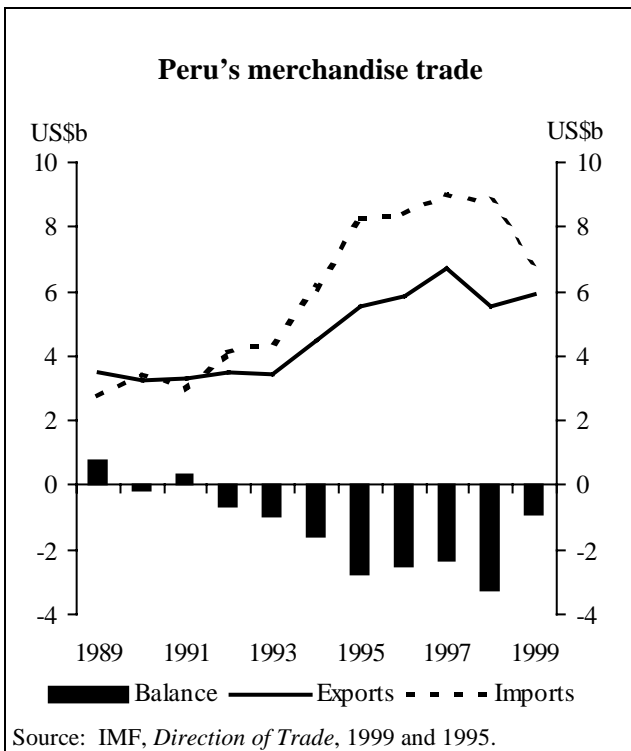 Peru's merchandise trade
US$b US$b
10 10
8 8
6 6
4 4
2 2
0 0
-2 -2
-4 -4
1989 1991 1993 1995 1997 1999
Balance Exports Imports
Source: IMF, Direction of Trade, 1999 and 1995.